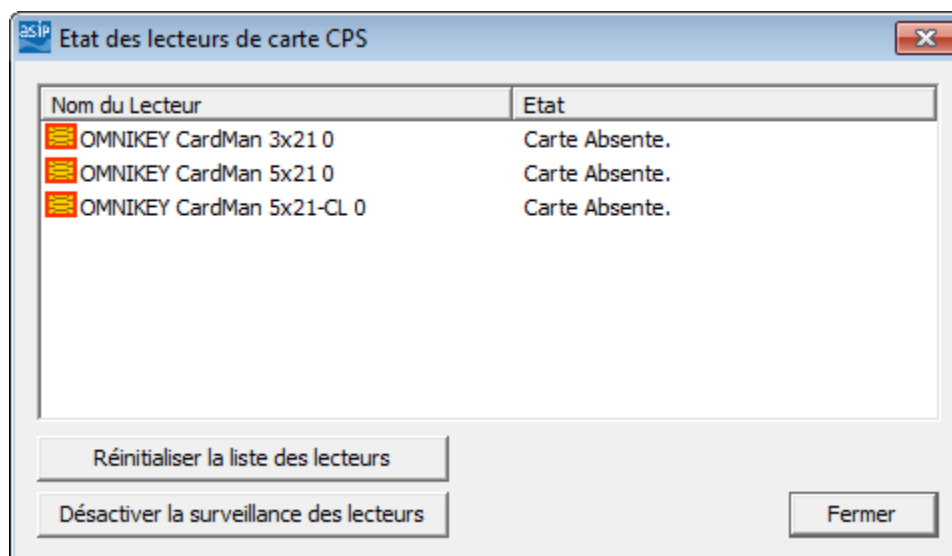 asip Etat des lecteurs de carte CPS
Nom du Lecteur Etat
OMNIKEY CardMan 3x21 0 Carte Absente.
OMNIKEY CardMan 5x21 0 Carte Absente.
OMNIKEY CardMan 5x21-CL 0 Carte Absente.
Réinitialiser la liste des lecteurs
Désactiver la surveillance des lecteurs Fermer